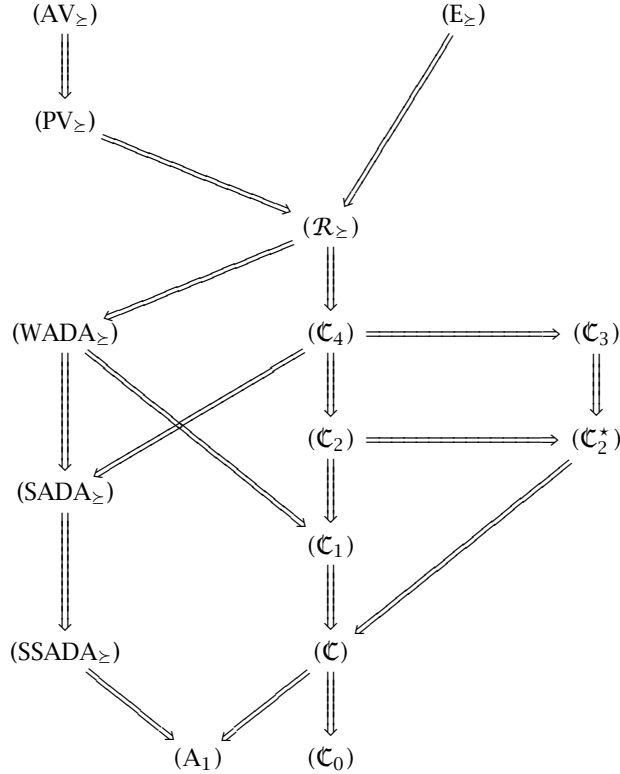 (AV⪰) (E⪰)
(PV⪰)
(ℛ⪰)
(WADA⪰) (ℭ₄) (ℭ₃)
(ℭ₂) (ℭ₂⋆)
(SADA⪰)
(ℭ₁)
(SSADA⪰) (ℭ)
(A₁) (ℭ₀)